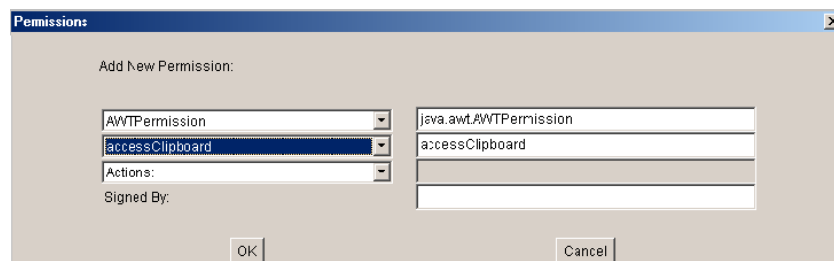 Permissions
Add New Permission:
AWTPermission java.awt.AWTPermission
accessClipboard accessClipboard
Actions:
Signed By:
OK Cancel